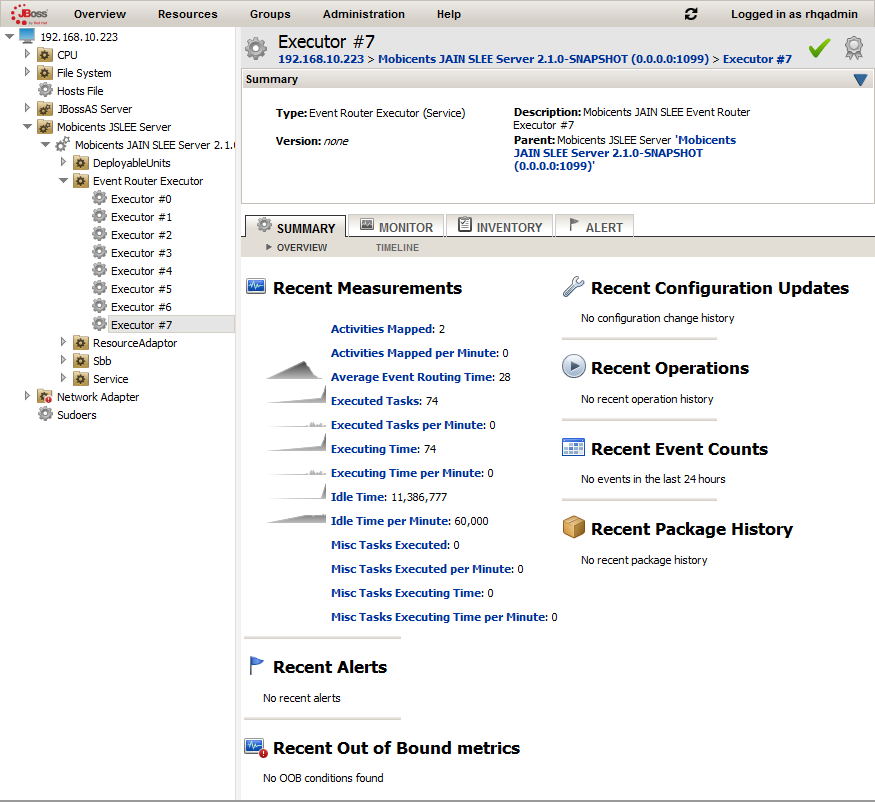 JBoss
by Red Hat
Overview
Resources
Groups
Administration
Help
Logged in as rhqadmin
192.168.10.223
CPU
File System
Hosts File
JBossAS Server
Mobicents JSLEE Server
Mobicents JAIN SLEE Server 2.1.
DeployableUnits
Event Router Executor
Executor #0
Executor #1
Executor #2
Executor #3
Executor #4
Executor #5
Executor #6
Executor #7
ResourceAdaptor
Sbb
Service
Network Adapter
Sudoers
Executor #7
192.168.10.223 > Mobicents JAIN SLEE Server 2.1.0-SNAPSHOT (0.0.0.0:1099) > Executor #7
Summary
Type: Event Router Executor (Service)
Version: none
Description: Mobicents JAIN SLEE Event Router
Executor #7
Parent: Mobicents JSLEE Server 'Mobicents
JAIN SLEE Server 2.1.0-SNAPSHOT
(0.0.0.0:1099)'
SUMMARY
MONITOR
INVENTORY
ALERT
OVERVIEW
TIMELINE
Recent Measurements
Activities Mapped: 2
Activities Mapped per Minute: 0
Average Event Routing Time: 28
Executed Tasks: 74
Executed Tasks per Minute: 0
Executing Time: 74
Executing Time per Minute: 0
Idle Time: 11,386,777
Idle Time per Minute: 60,000
Misc Tasks Executed: 0
Misc Tasks Executed per Minute: 0
Misc Tasks Executing Time: 0
Misc Tasks Executing Time per Minute: 0
Recent Alerts
No recent alerts
Recent Out of Bound metrics
No OOB conditions found
Recent Configuration Updates
No configuration change history
Recent Operations
No recent operation history
Recent Event Counts
No events in the last 24 hours
Recent Package History
No recent package history